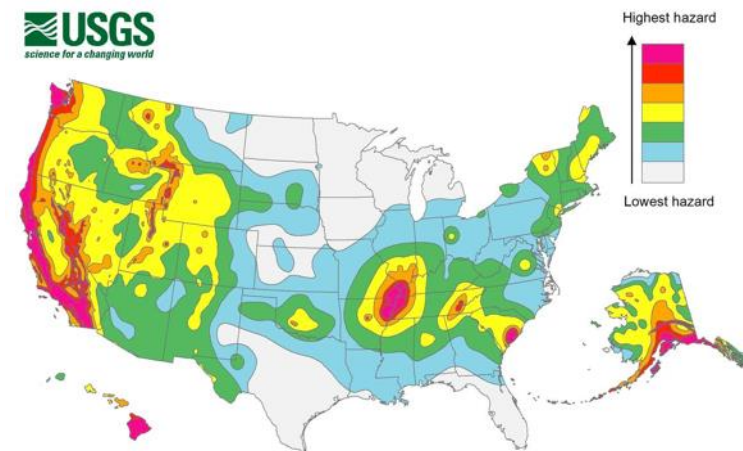 USGS
science for a changing world
Highest hazard
Lowest hazard